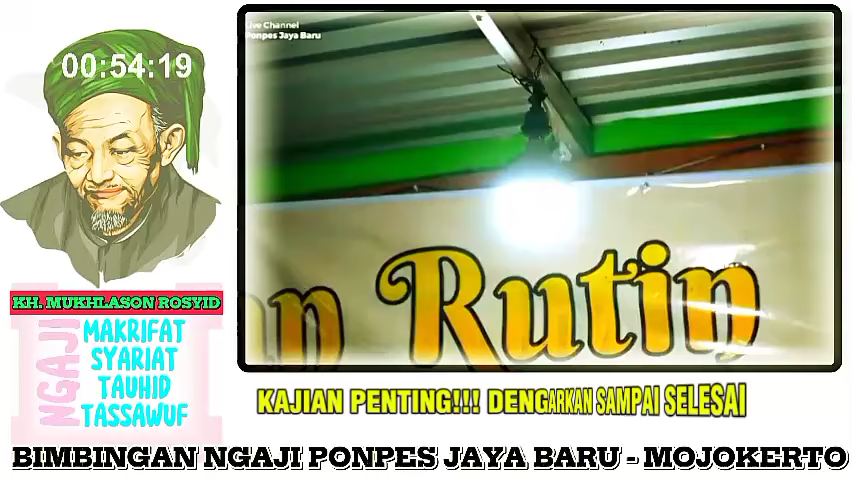 00:54:19
Live Channel
Ponpes Jaya Baru
an Rutin
KH. MUKHLASON ROSYID
NGAJI
MAKRIFAT
SYARIAT
TAUHID
TASSAWUF
KAJIAN PENTING!!! DENGARKAN SAMPAI SELESAI
BIMBINGAN NGAJI PONPES JAYA BARU - MOJOKERTO